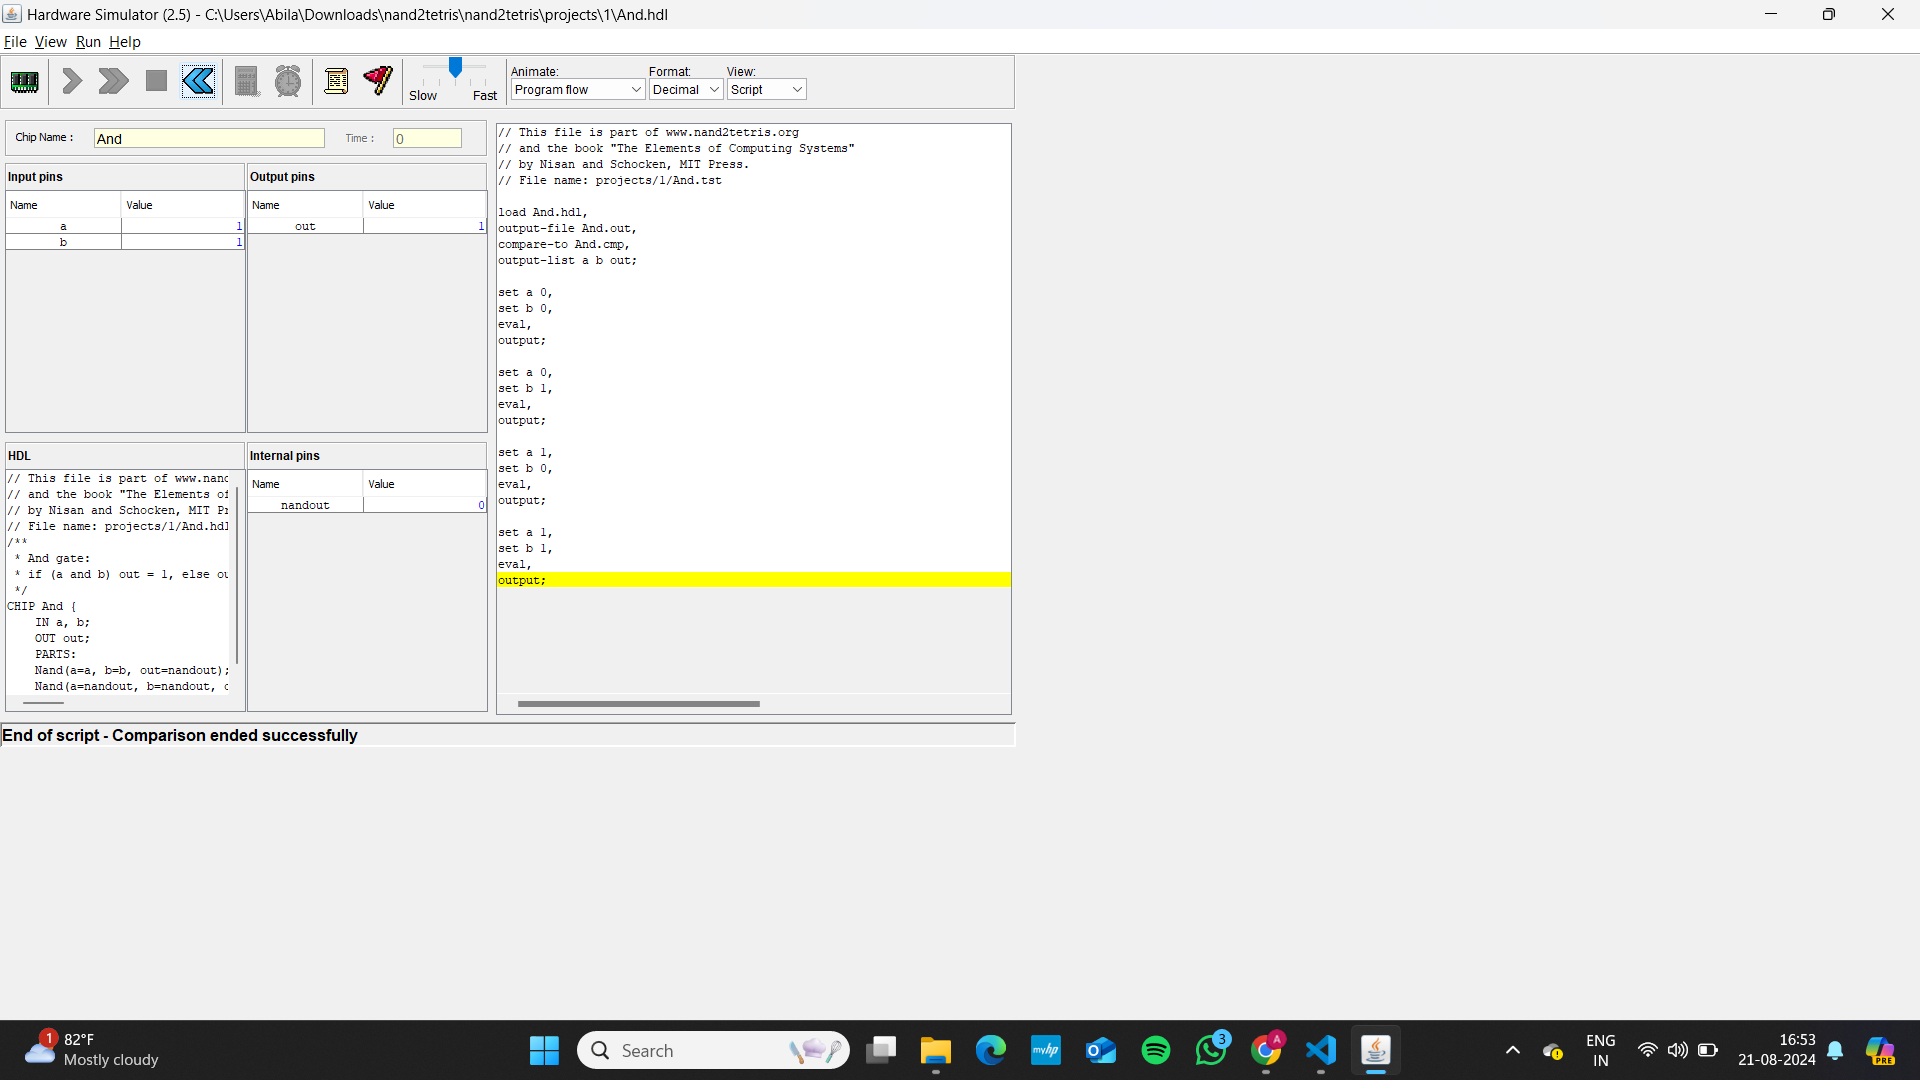 Hardware Simulator (2.5) - C:\Users\Abila\Downloads\nand2tetris\nand2tetris\projects\1\And.hdl
File View Run Help
Slow Fast
Animate: Format: View:
Program flow Decimal Script
Chip Name : And Time : 0
Input pins
Name Value
a 1
b 1
Output pins
Name Value
out 1
HDL
// This file is part of www.nand
// and the book "The Elements of
// by Nisan and Schocken, MIT Pr
// File name: projects/1/And.hdl
/**
* And gate:
* if (a and b) out = 1, else ou
*/
CHIP And {
IN a, b;
OUT out;
PARTS:
Nand(a=a, b=b, out=nandout);
Nand(a=nandout, b=nandout, o
Internal pins
Name Value
nandout 0
// This file is part of www.nand2tetris.org
// and the book "The Elements of Computing Systems"
// by Nisan and Schocken, MIT Press.
// File name: projects/1/And.tst
load And.hdl,
output-file And.out,
compare-to And.cmp,
output-list a b out;
set a 0,
set b 0,
eval,
output;
set a 0,
set b 1,
eval,
output;
set a 1,
set b 0,
eval,
output;
set a 1,
set b 1,
eval,
output;
End of script - Comparison ended successfully
1
82°F
Mostly cloudy
Search
myhp
3
A
ENG
IN
16:53
21-08-2024
PRE